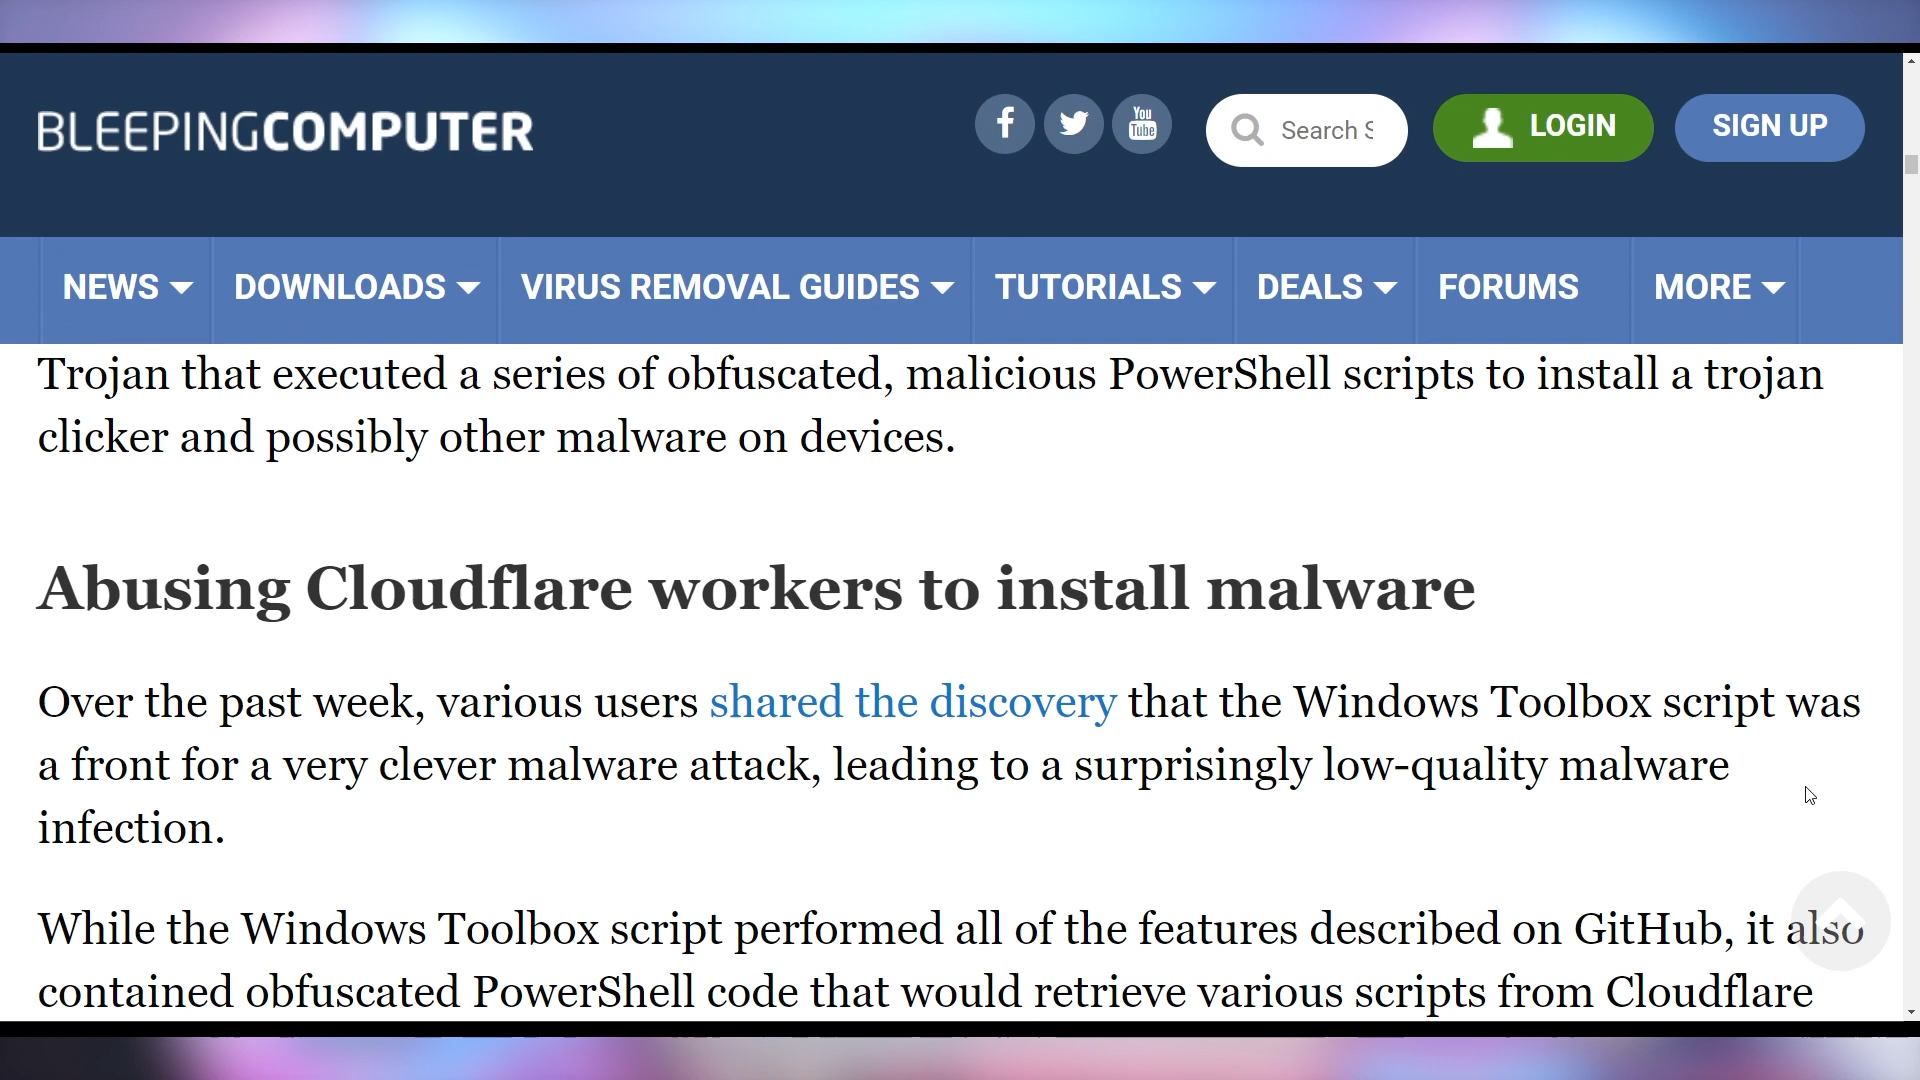 BLEEPINGCOMPUTER
You
Tube
Search S
LOGIN
SIGN UP
NEWS
DOWNLOADS
VIRUS REMOVAL GUIDES
TUTORIALS
DEALS
FORUMS
MORE
Trojan that executed a series of obfuscated, malicious PowerShell scripts to install a trojan
clicker and possibly other malware on devices.
Abusing Cloudflare workers to install malware
Over the past week, various users shared the discovery that the Windows Toolbox script was
a front for a very clever malware attack, leading to a surprisingly low-quality malware
infection.
While the Windows Toolbox script performed all of the features described on GitHub, it also
contained obfuscated PowerShell code that would retrieve various scripts from Cloudflare